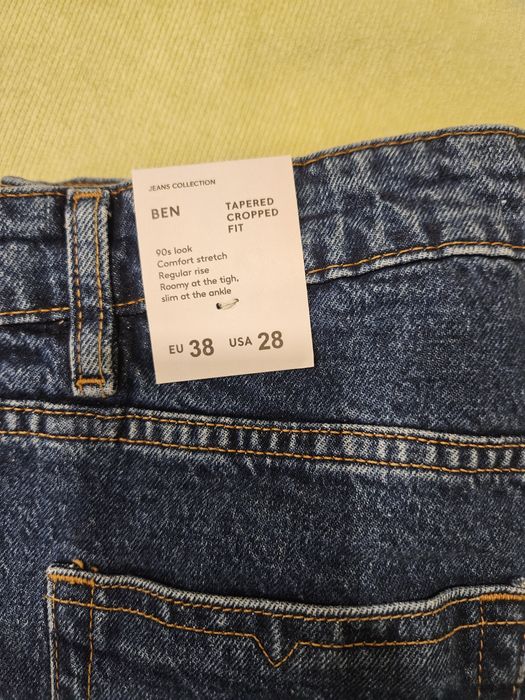 JEANS COLLECTION
BEN
TAPERED
CROPPED
FIT
90s look
Comfort stretch
Regular rise
Roomy at the tigh,
slim at the ankle
EU 38 USA 28